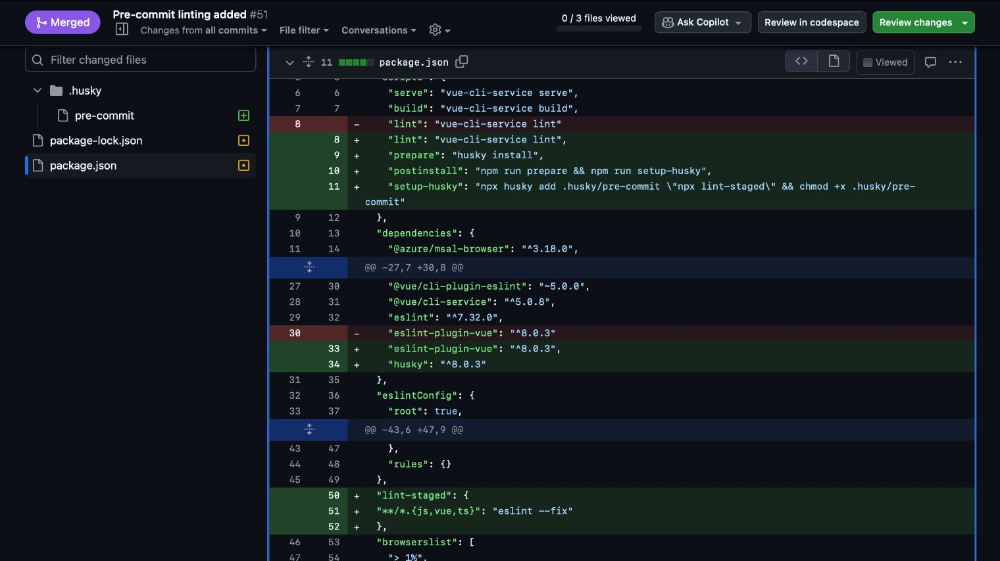 Merged
Pre-commit linting added #51
Changes from all commits
File filter
Conversations
0 / 3 files viewed
Ask Copilot
Review in codespace
Review changes
Filter changed files
.husky
pre-commit
package-lock.json
package.json
11 package.json
Viewed
6 6 "serve": "vue-cli-service serve",
7 7 "build": "vue-cli-service build",
8 - "lint": "vue-cli-service lint"
8 + "lint": "vue-cli-service lint",
9 + "prepare": "husky install",
10 + "postinstall": "npm run prepare && npm run setup-husky",
11 + "setup-husky": "npx husky add .husky/pre-commit \"npx lint-staged\" && chmod +x .husky/pre-
commit"
9 12 },
10 13 "dependencies": {
11 14 "@azure/msal-browser": "^3.18.0",
@@ -27,7 +30,8 @@
27 30 "@vue/cli-plugin-eslint": "~5.0.0",
28 31 "@vue/cli-service": "^5.0.8",
29 32 "eslint": "^7.32.0",
30 - "eslint-plugin-vue": "^8.0.3"
33 + "eslint-plugin-vue": "^8.0.3",
34 + "husky": "^8.0.3"
31 35 },
32 36 "eslintConfig": {
33 37 "root": true,
@@ -43,6 +47,9 @@
43 47 },
44 48 "rules": {}
45 49 },
50 + "lint-staged": {
51 + "**/*.{js,vue,ts}": "eslint --fix"
52 + },
46 53 "browserslist": [
47 54 "> 1%",